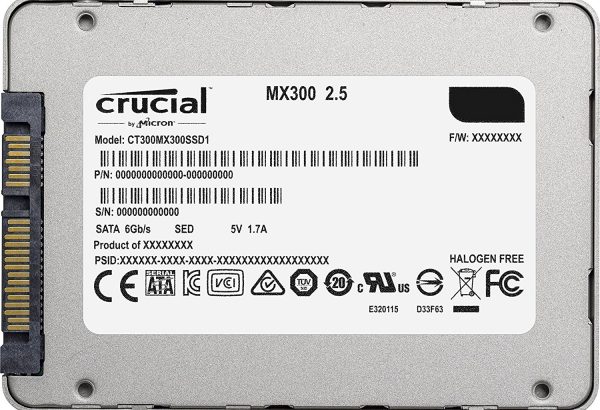 crucial
MX300 2.5
by Micron
Model: CT300MX300SSD1
F/W: XXXXXXXX
P/N: 0000000000000-000000000
S/N: 000000000000
SATA 6Gb/s SED 5V 1.7A
Product of XXXXXXXX
PSID:XXXXXX-XXXX-XXXX-XXXXXXXXXXXXXXXXXX
HALOGEN FREE
CE SERIAL ATA VCI TÜV 20 c RU us FC
E320115 D33F63